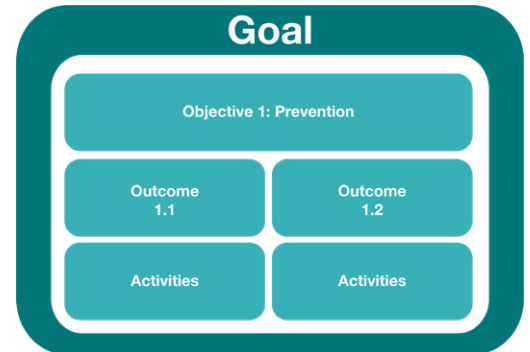 Goal
Objective 1: Prevention
Outcome
1.1
Outcome
1.2
Activities
Activities